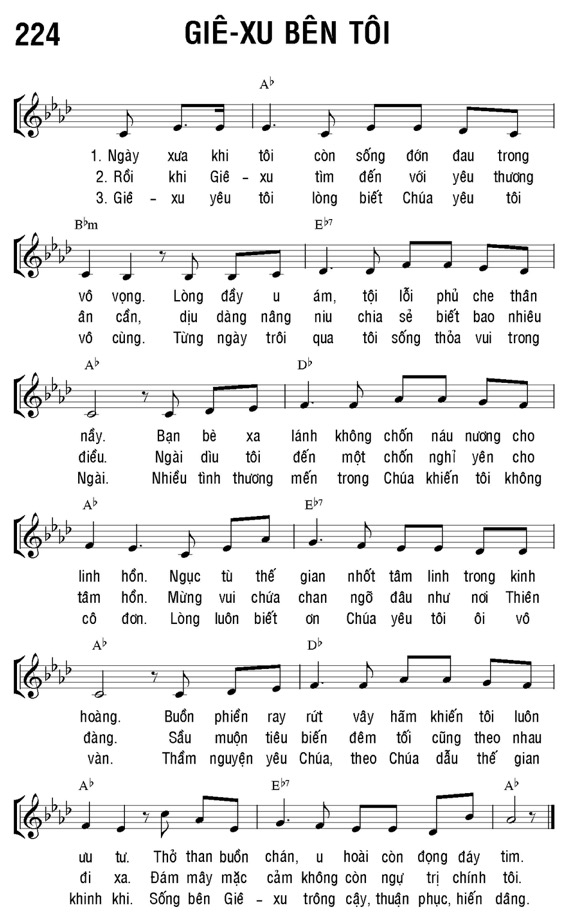 224 GIÊ-XU BÊN TÔI
A♭
1. Ngày xưa khi tôi còn sống đớn đau trong
2. Rồi khi Giê - xu tìm đến với yêu thương
3. Giê - xu yêu tôi lòng biết Chúa yêu tôi
B♭m E♭7
vô vọng. Lòng đầy u ám, tội lỗi phủ che thân
ân cần, dịu dàng nâng niu chia sẻ biết bao nhiêu
vô cùng. Từng ngày trôi qua tôi sống thỏa vui trong
A♭ D♭
nầy. Bạn bè xa lánh không chốn náu nương cho
điều. Ngài dìu tôi đến một chốn nghỉ yên cho
Ngài. Nhiều tình thương mến trong Chúa khiến tôi không
A♭ E♭7
linh hồn. Ngục tù thế gian nhốt tâm linh trong kinh
tâm hồn. Mừng vui chứa chan ngỡ đâu như nơi Thiên
cô đơn. Lòng luôn biết ơn Chúa yêu tôi ôi vô
A♭ D♭
hoàng. Buồn phiền ray rứt vây hãm khiến tôi luôn
đàng. Sầu muộn tiêu biến đêm tối cũng theo nhau
vàn. Thầm nguyện yêu Chúa, theo Chúa dẫu thế gian
A♭ E♭7 A♭
ưu tư. Thở than buồn chán, u hoài còn đọng đáy tim.
đi xa. Đám mây mặc cảm không còn ngự trị chính tôi.
khinh khi. Sống bên Giê-xu trông cậy, thuận phục, hiến dâng.